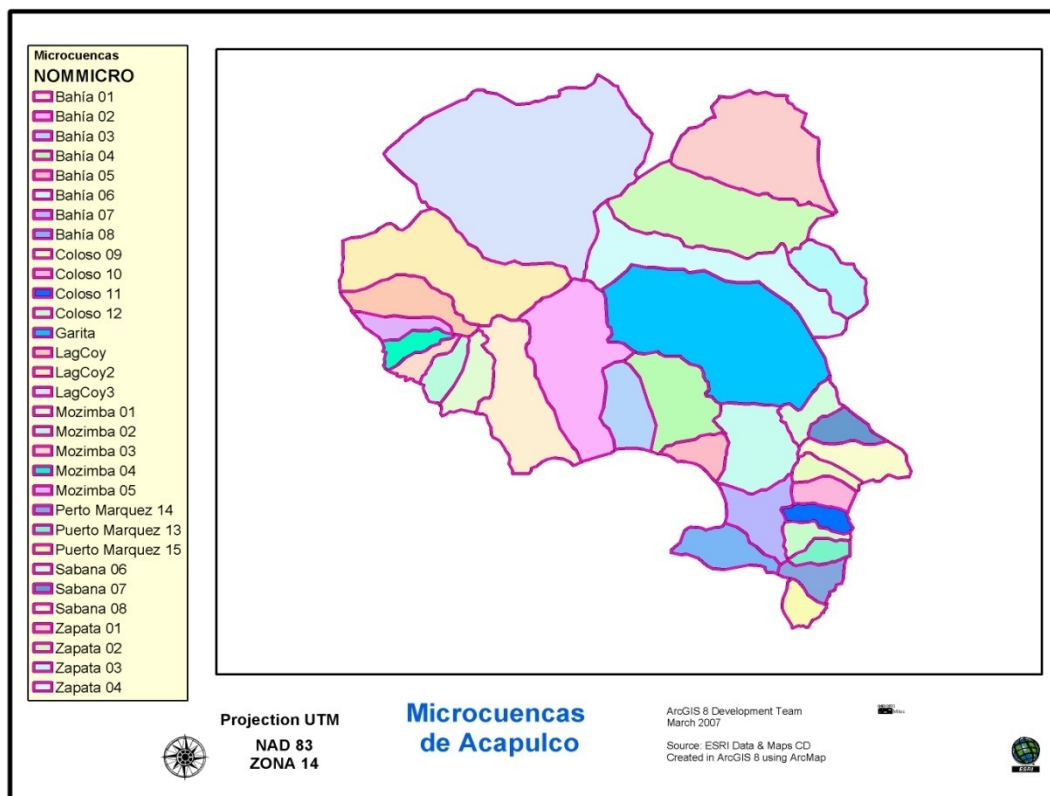 Microcuencas
NOMMICRO
Bahía 01
Bahía 02
Bahía 03
Bahía 04
Bahía 05
Bahía 06
Bahía 07
Bahía 08
Coloso 09
Coloso 10
Coloso 11
Coloso 12
Garita
LagCoy
LagCoy2
LagCoy3
Mozimba 01
Mozimba 02
Mozimba 03
Mozimba 04
Mozimba 05
Perto Marquez 14
Puerto Marquez 13
Puerto Marquez 15
Sabana 06
Sabana 07
Sabana 08
Zapata 01
Zapata 02
Zapata 03
Zapata 04
Projection UTM
NAD 83
ZONA 14
Microcuencas
de Acapulco
ArcGIS 8 Development Team
March 2007
Source: ESRI Data & Maps CD
Created in ArcGIS 8 using ArcMap
ESRI